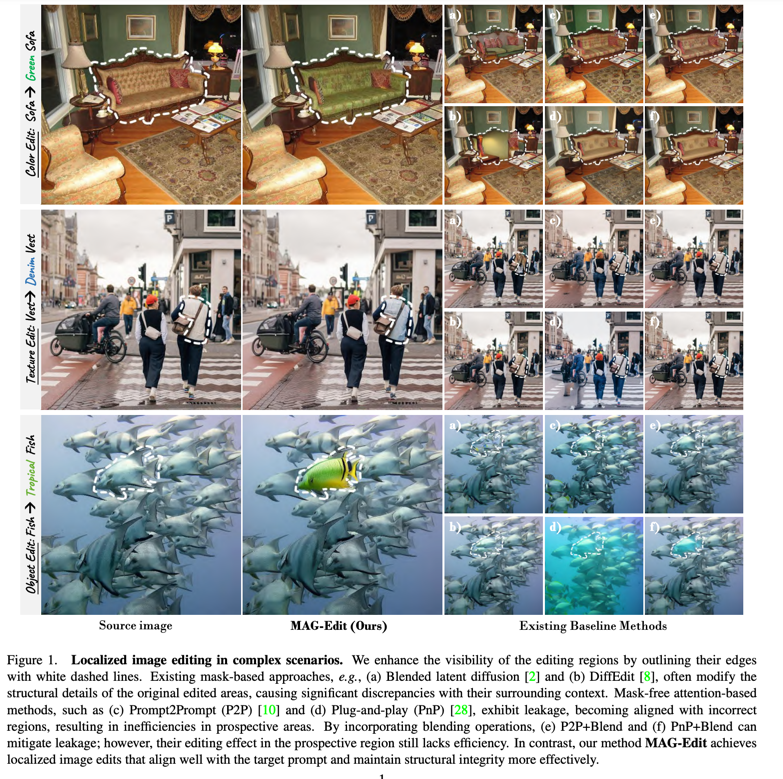 Color Edit: Sofa → Green Sofa
a) c) e)
b) d) f)
Texture Edit: Vest → Denim Vest
P P
a) c) e)
b) d) f)
Object Edit: Fish → Tropical Fish
a) c) e)
b) d) f)
Source image MAG-Edit (Ours) Existing Baseline Methods
Figure 1. Localized image editing in complex scenarios. We enhance the visibility of the editing regions by outlining their edges
with white dashed lines. Existing mask-based approaches, e.g., (a) Blended latent diffusion [2] and (b) DiffEdit [8], often modify the
structural details of the original edited areas, causing significant discrepancies with their surrounding context. Mask-free attention-based
methods, such as (c) Prompt2Prompt (P2P) [10] and (d) Plug-and-play (PnP) [28], exhibit leakage, becoming aligned with incorrect
regions, resulting in inefficiencies in prospective areas. By incorporating blending operations, (e) P2P+Blend and (f) PnP+Blend can
mitigate leakage; however, their editing effect in the prospective region still lacks efficiency. In contrast, our method MAG-Edit achieves
localized image edits that align well with the target prompt and maintain structural integrity more effectively.
1